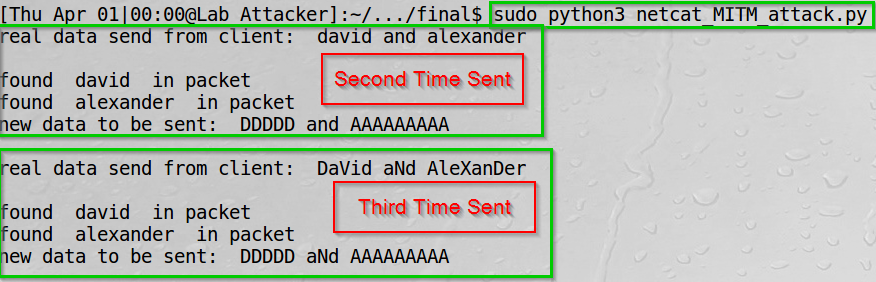 [Thu Apr 01|00:00@Lab Attacker]:~/.../final$ sudo python3 netcat_MITM_attack.py
real data send from client:  david and alexander
found  david  in packet
Second Time Sent
found  alexander  in packet
new data to be sent:  DDDDD and AAAAAAAAA
real data send from client:  DaVid aNd AleXanDer
found  david  in packet
Third Time Sent
found  alexander  in packet
new data to be sent:  DDDDD aNd AAAAAAAAA